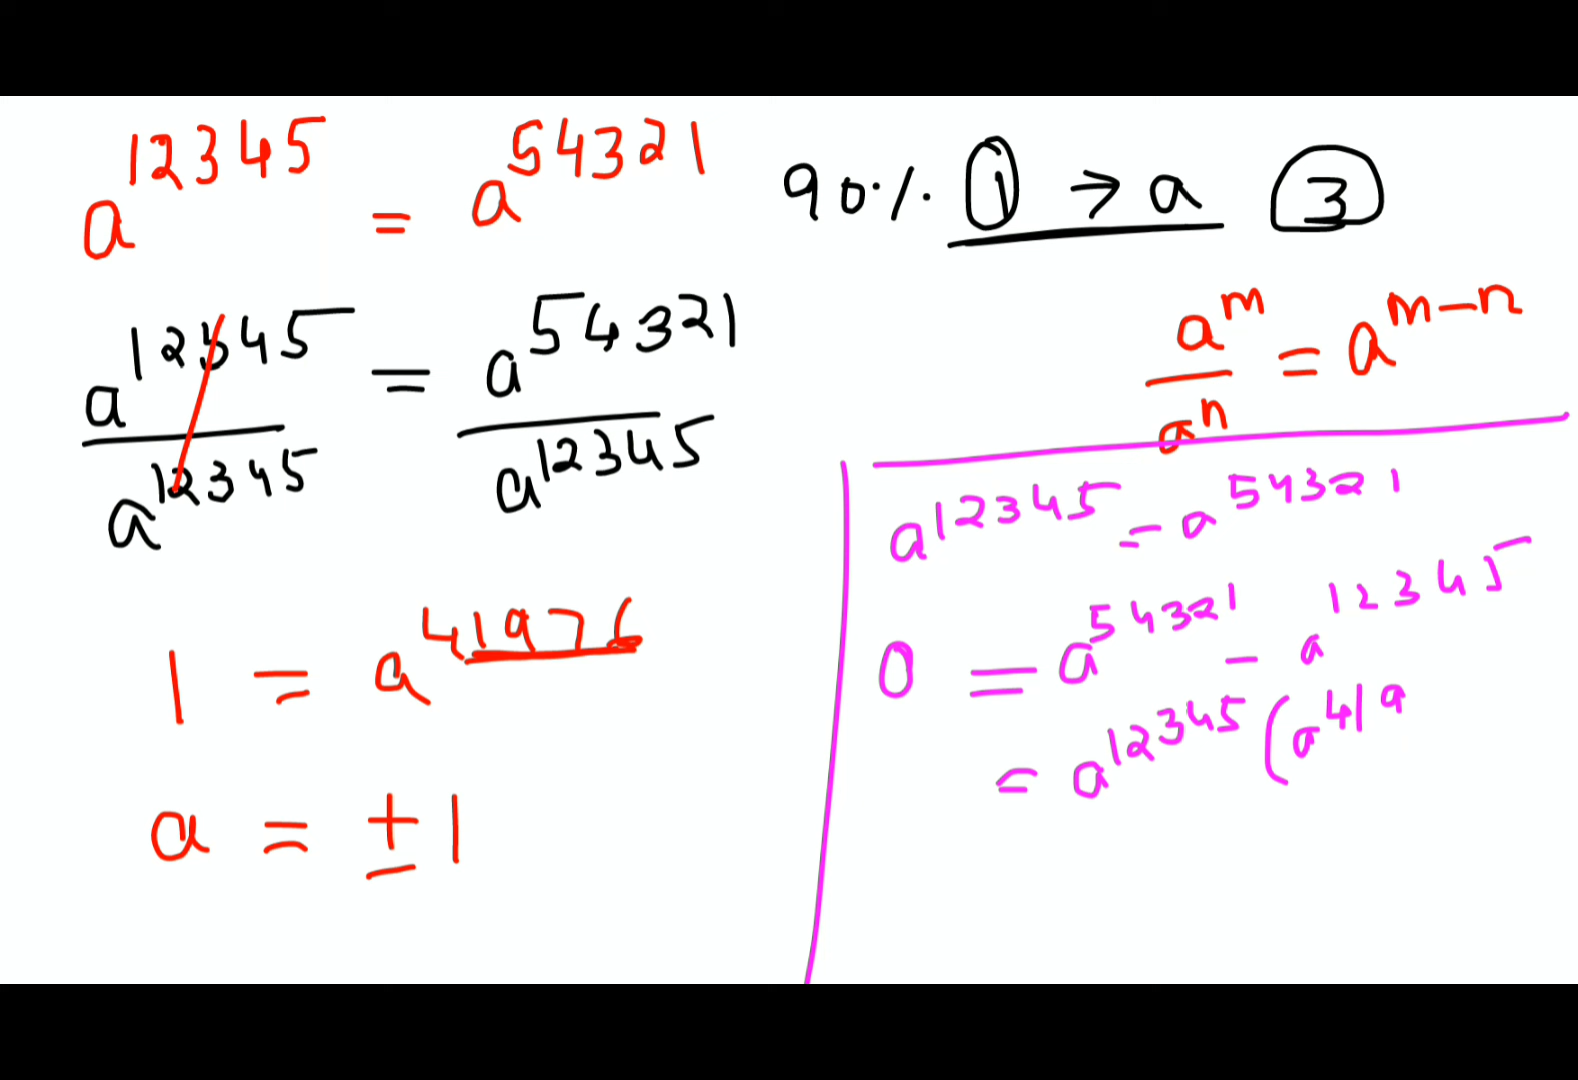 a^12345 = a^54321
a^12345 / a^12345 = a^54321 / a^12345
1 = a^41976
a = ±1
90% ① → a ③
a^m / a^n = a^m-n
a^12345 = a^54321
0 = a^54321 - a^12345
= a^12345 (a^419